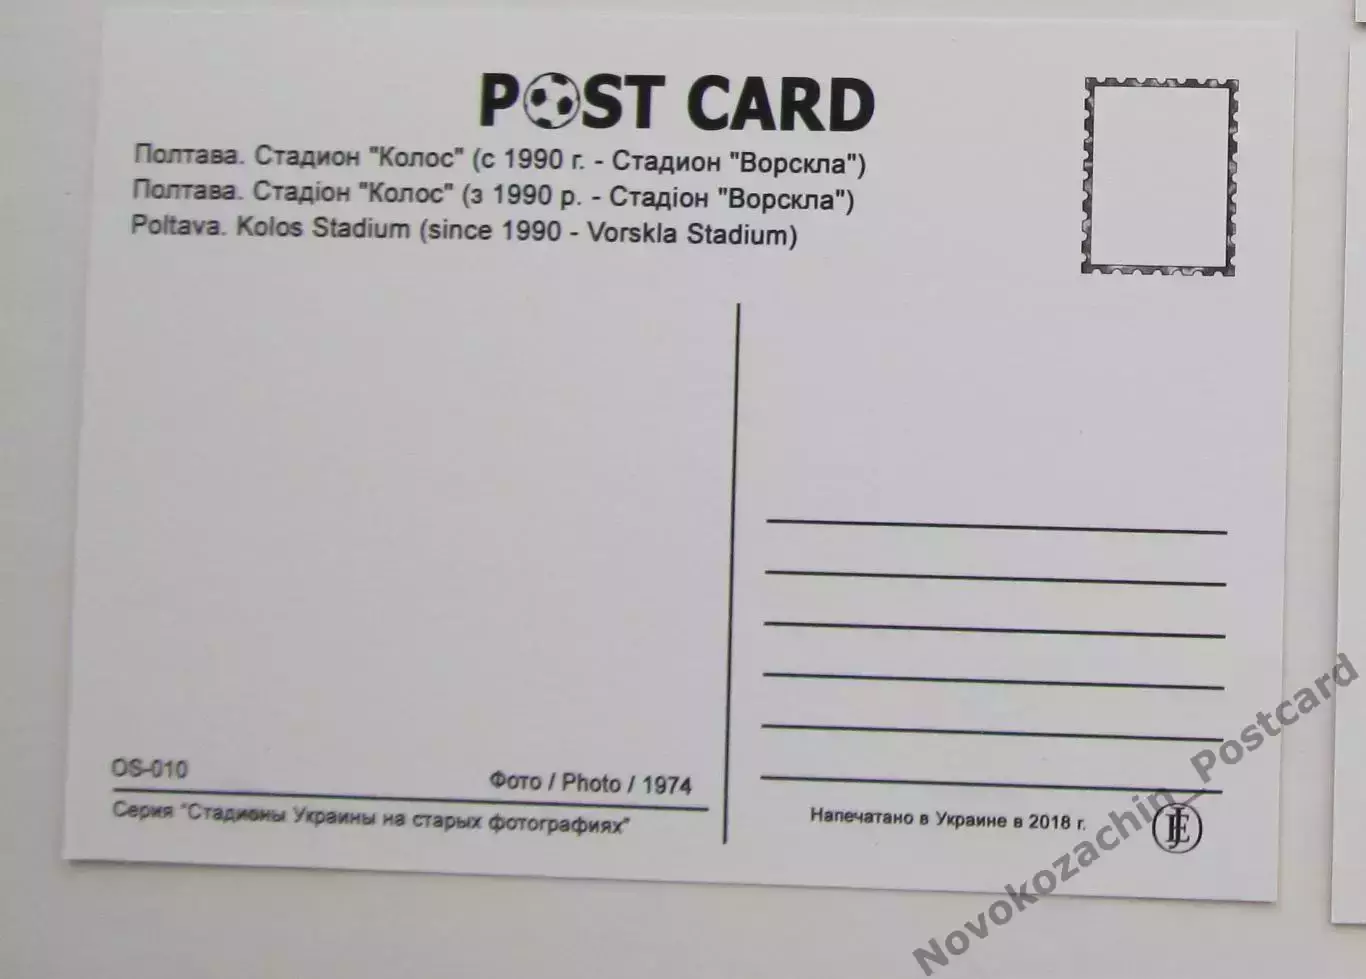 POST CARD
Полтава. Стадион "Колос" (с 1990 г. - Стадион "Ворскла")
Полтава. Стадіон "Колос" (з 1990 р. - Стадіон "Ворскла")
Poltava. Kolos Stadium (since 1990 - Vorskla Stadium)
OS-010
Фото / Photo / 1974
Серия "Стадионы Украины на старых фотографиях"
Напечатано в Украине в 2018 г.
Novokozachin_Postcard